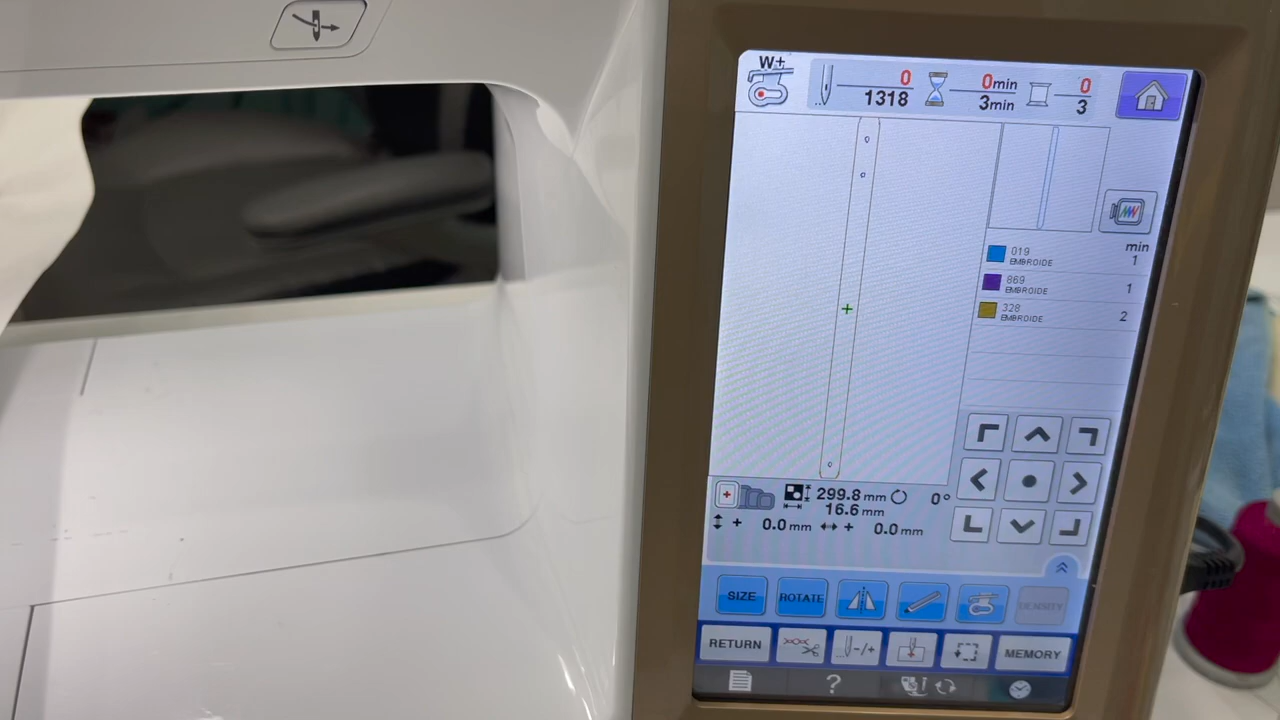 W+
0
1318
0min
3min
0
3
min
019
EMBROIDE
1
869
EMBROIDE
1
328
EMBROIDE
2
299.8 mm
0°
16.6 mm
+ 0.0 mm
+ 0.0 mm
SIZE
ROTATE
DENSITY
RETURN
-/+
MEMORY
?